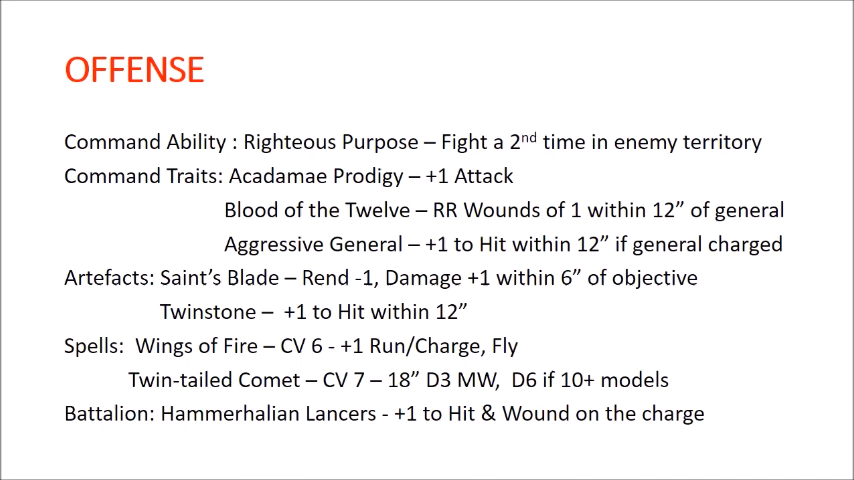 OFFENSE
Command Ability : Righteous Purpose – Fight a 2nd time in enemy territory
Command Traits: Acadamae Prodigy – +1 Attack
Blood of the Twelve – RR Wounds of 1 within 12” of general
Aggressive General – +1 to Hit within 12” if general charged
Artefacts: Saint’s Blade – Rend -1, Damage +1 within 6” of objective
Twinstone – +1 to Hit within 12”
Spells: Wings of Fire – CV 6 - +1 Run/Charge, Fly
Twin-tailed Comet – CV 7 – 18” D3 MW, D6 if 10+ models
Battalion: Hammerhalian Lancers - +1 to Hit & Wound on the charge